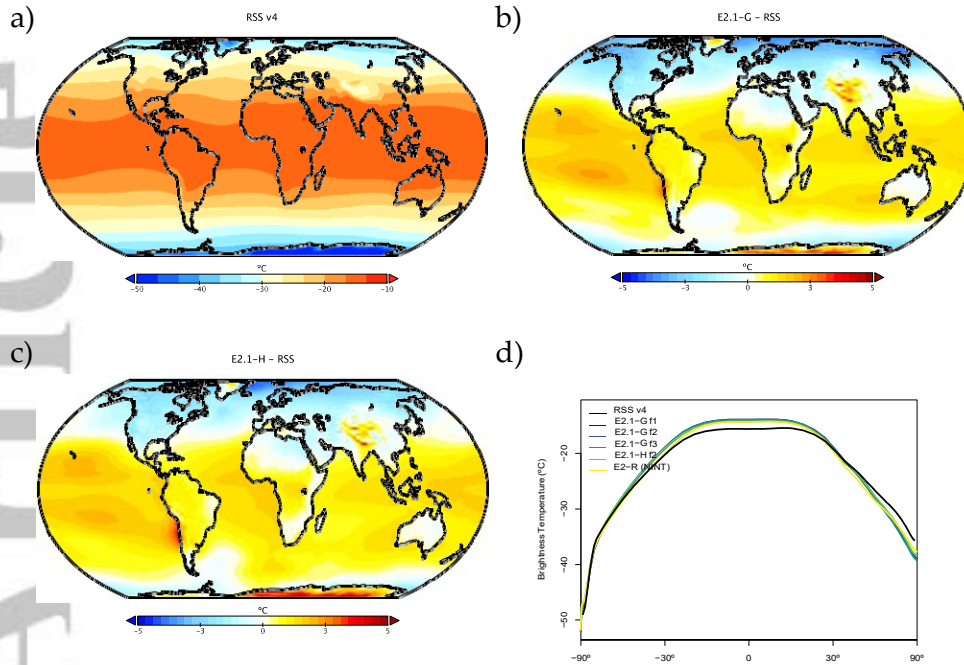 a)
RSS v4
°C
−50 −40 −30 −20 −10
b)
E2.1−G − RSS
°C
−5 −3 0 3 5
c)
E2.1−H − RSS
°C
−5 −3 0 3 5
d)
RSS v4
E2.1−G f1
E2.1−G f2
E2.1−G f3
E2.1−H f2
E2−R (NINT)
Brightness Temperature (°C)
−20
−30
−40
−50
−90° −30° 0 30° 90°